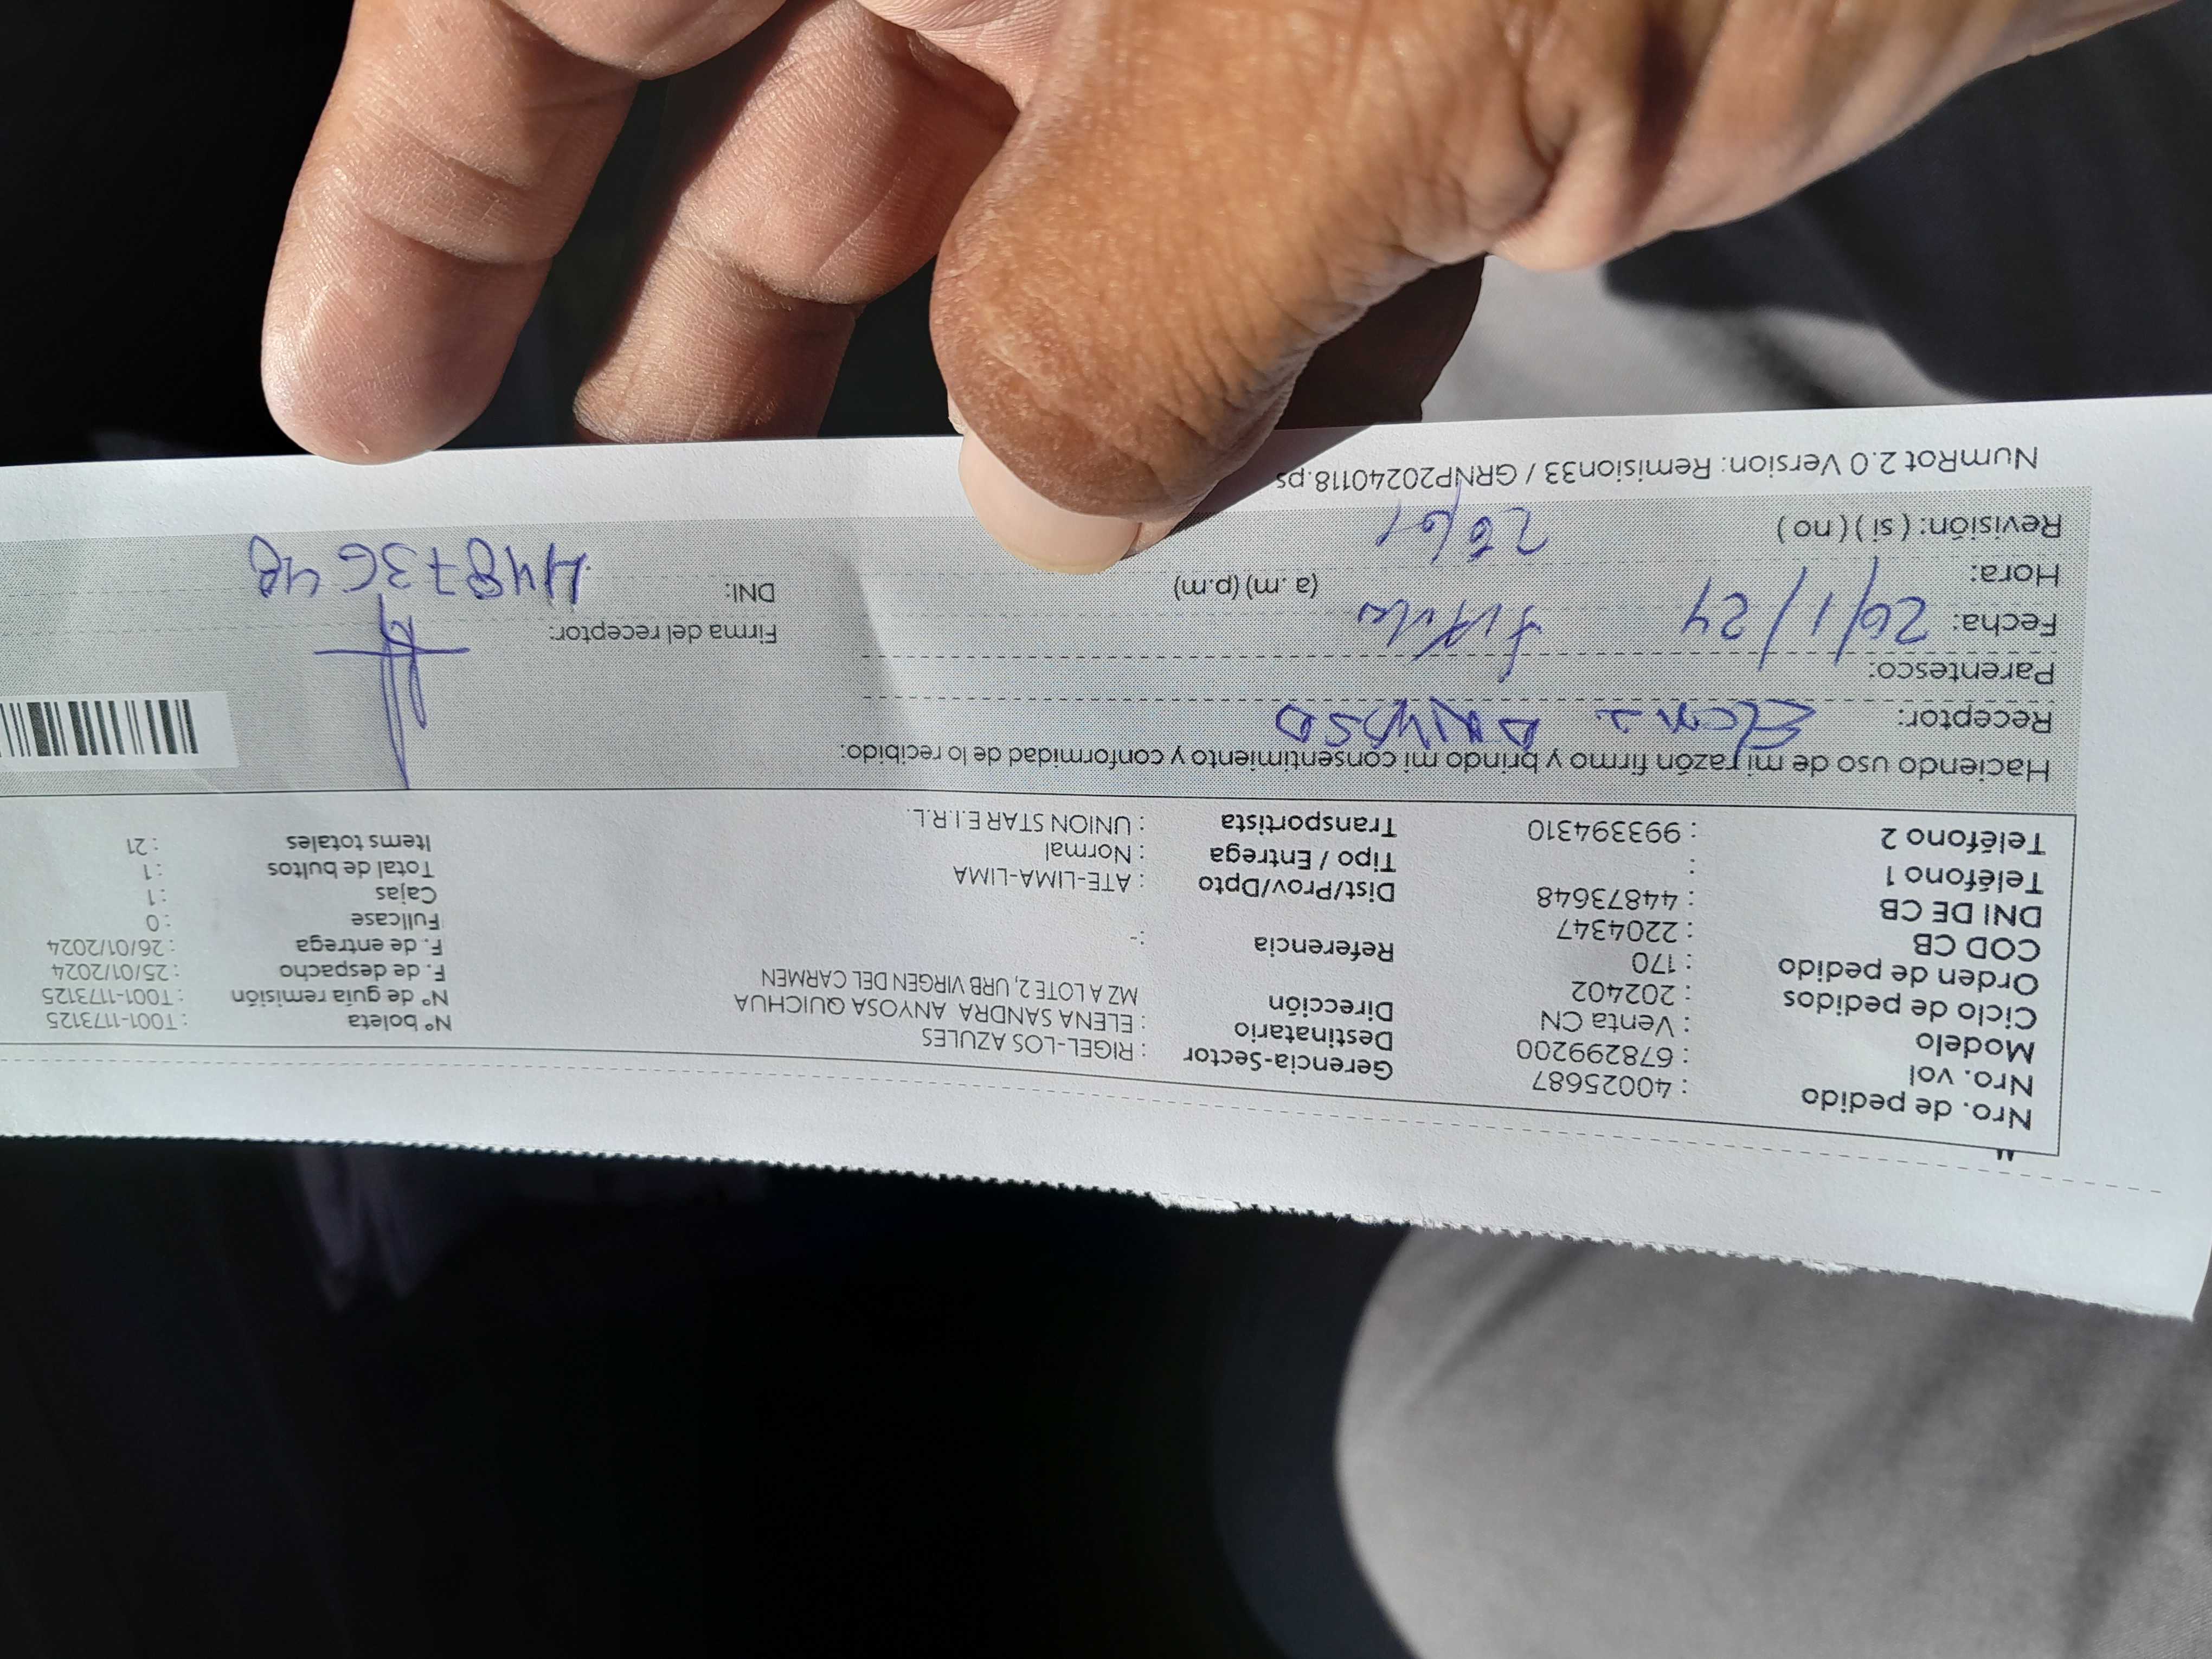 Nro. de pedido : 40025687 Gerencia-Sector : RIGEL-LOS AZULES Nº boleta : T001-1173125
Nro. vol : 678299200 Destinatario : ELENA SANDRA ANYOSA QUICHUA Nº de guia remisión : T001-1173125
Modelo : Venta CN Dirección MZ A LOTE 2, URB VIRGEN DEL CARMEN F. de despacho : 25/01/2024
Ciclo de pedidos : 202402 F. de entrega : 26/01/2024
Orden de pedido : 170 Referencia :- Fullcase : 0
COD CB : 2204347 Cajas : 1
DNI DE CB : 44873648 Dist/Prov/Dpto : ATE-LIMA-LIMA Total de bultos : 1
Teléfono 1 : Tipo / Entrega : Normal Items totales : 21
Teléfono 2 : 993394310 Transportista : UNION STAR E.I.R.L.
Haciendo uso de mi razón firmo y brindo mi consentimiento y conformidad de lo recibido:
Receptor: Elena Anyosa
Parentesco: Titular
Firma del receptor:
Fecha: 26/1/24
Hora: (a.m) (p.m) DNI: 44873648
Revisión: ( si ) ( no )
NumRot 2.0 Version: Remision33 / GRNP20240118.ps